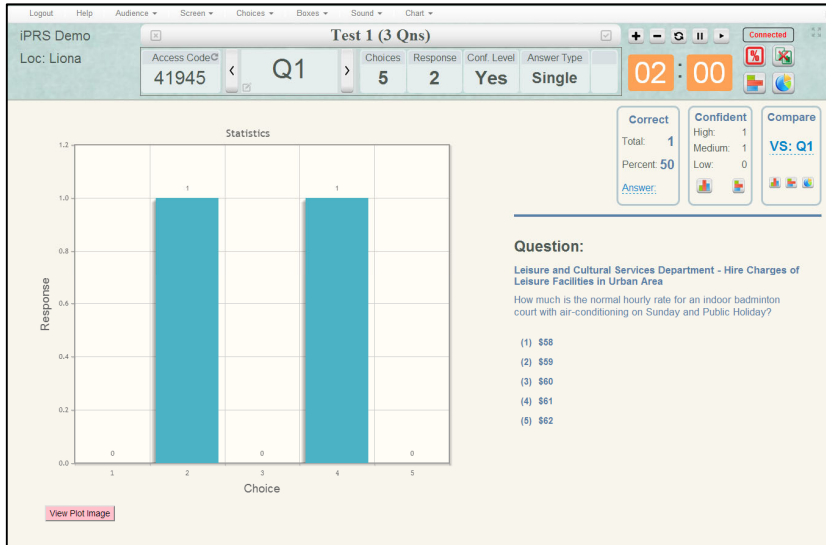 Logout Help Audience Screen Choices Boxes Sound Chart
iPRS Demo
Loc: Liona
Test 1 (3 Qns)
Access Code
41945
Q1
Choices
5
Response
2
Conf. Level
Yes
Answer Type
Single
02 : 00
Connected
Correct
Total: 1
Percent: 50
Answer:
Confident
High: 1
Medium: 1
Low: 0
Compare
VS: Q1
Statistics
1.2
1.0
0.8
0.6
0.4
0.2
0.0
Response
0
1
0
1
0
1 2 3 4 5
Choice
View Plot Image
Question:
Leisure and Cultural Services Department - Hire Charges of
Leisure Facilities in Urban Area
How much is the normal hourly rate for an indoor badminton
court with air-conditioning on Sunday and Public Holiday?
(1) $58
(2) $59
(3) $60
(4) $61
(5) $62